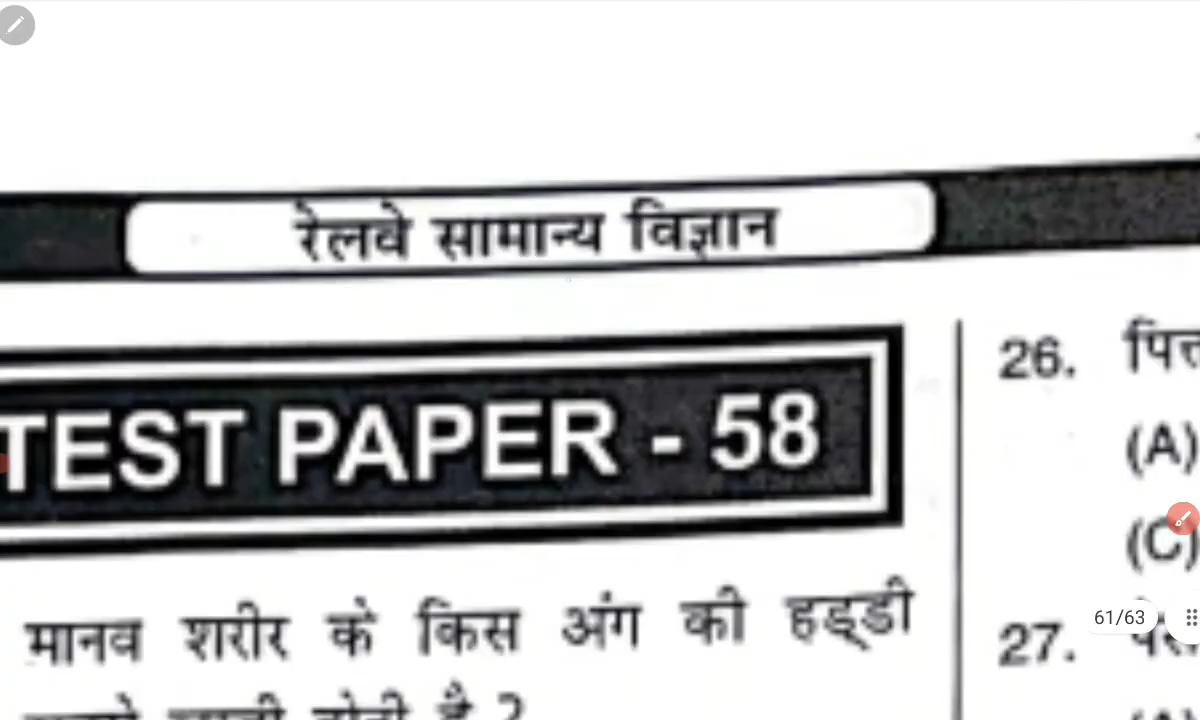 रेलवे सामान्य विज्ञान
TEST PAPER - 58
मानव शरीर के किस अंग की हड्डी
होती है ?
26.
(A)
(C)
27.
61/63